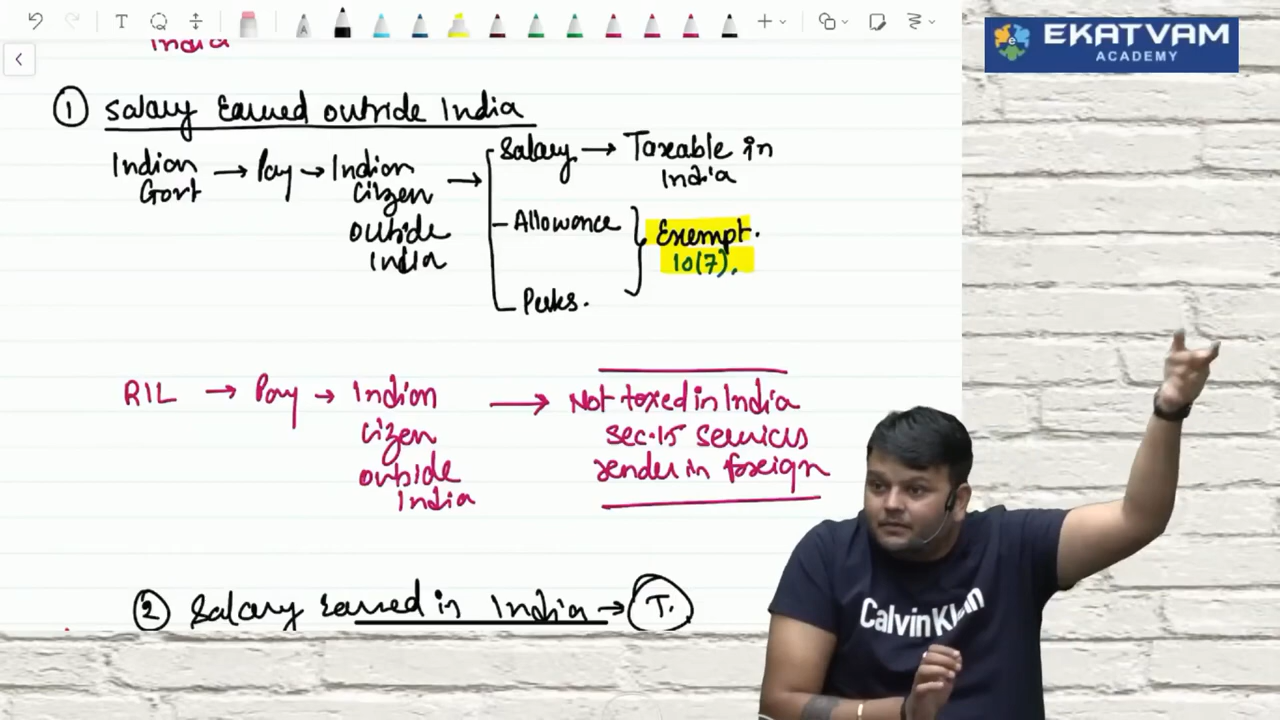 India
EKATVAM
ACADEMY
① Salary Earned outside India
Indian Govt → Pay → Indian Cizen outside India →
Salary → Taxable in India
Allowance
Perks.
} Exempt.
10(7).
RIL → Pay → Indian Cizen outside India →
Not taxed in India
sec.15 services
render in foreign
② Salary Earned in India → T.
Calvin Klein
T
A